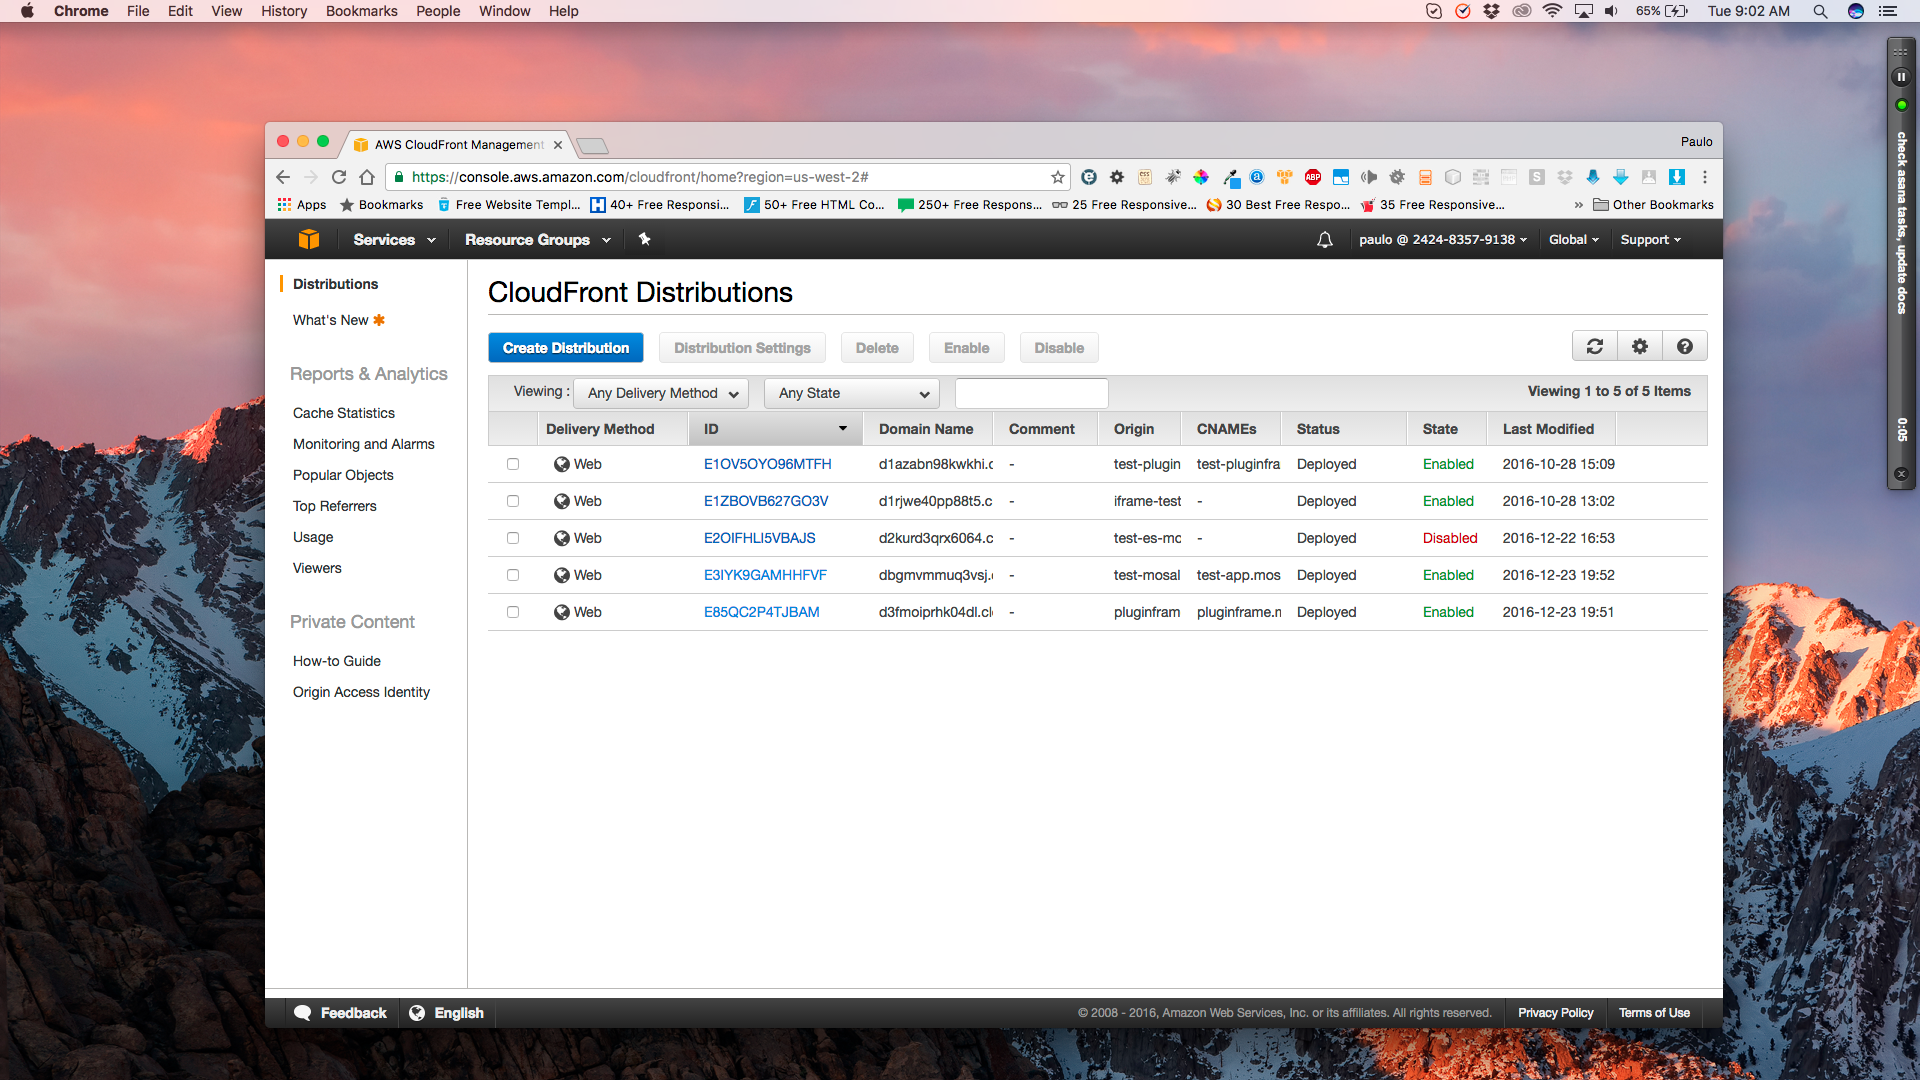 Chrome File Edit View History Bookmarks People Window Help 65% Tue 9:02 AM
AWS CloudFront Management Paulo
https://console.aws.amazon.com/cloudfront/home?region=us-west-2#
Apps Bookmarks Free Website Templ... 40+ Free Responsi... 50+ Free HTML Co... 250+ Free Respons... 25 Free Responsive... 30 Best Free Respo... 35 Free Responsive... » Other Bookmarks
Services Resource Groups paulo @ 2424-8357-9138 Global Support
Distributions
What's New
Reports & Analytics
Cache Statistics
Monitoring and Alarms
Popular Objects
Top Referrers
Usage
Viewers
Private Content
How-to Guide
Origin Access Identity
CloudFront Distributions
Create Distribution Distribution Settings Delete Enable Disable
Viewing : Any Delivery Method Any State Viewing 1 to 5 of 5 Items
Delivery Method ID Domain Name Comment Origin CNAMEs Status State Last Modified
Web E1OV5OYO96MTFH d1azabn98kwkhi.c - test-plugin test-pluginfra Deployed Enabled 2016-10-28 15:09
Web E1ZBOVB627GO3V d1rjwe40pp88t5.c - iframe-test - Deployed Enabled 2016-10-28 13:02
Web E2OIFHLI5VBAJS d2kurd3qrx6064.c - test-es-mc - Deployed Disabled 2016-12-22 16:53
Web E3IYK9GAMHHFVF dbgmvmmuq3vsj. - test-mosal test-app.mos Deployed Enabled 2016-12-23 19:52
Web E85QC2P4TJBAM d3fmoiprhk04dl.cl - pluginfram pluginframe.n Deployed Enabled 2016-12-23 19:51
Feedback English © 2008 - 2016, Amazon Web Services, Inc. or its affiliates. All rights reserved. Privacy Policy Terms of Use
check asana tasks, update docs
0:05